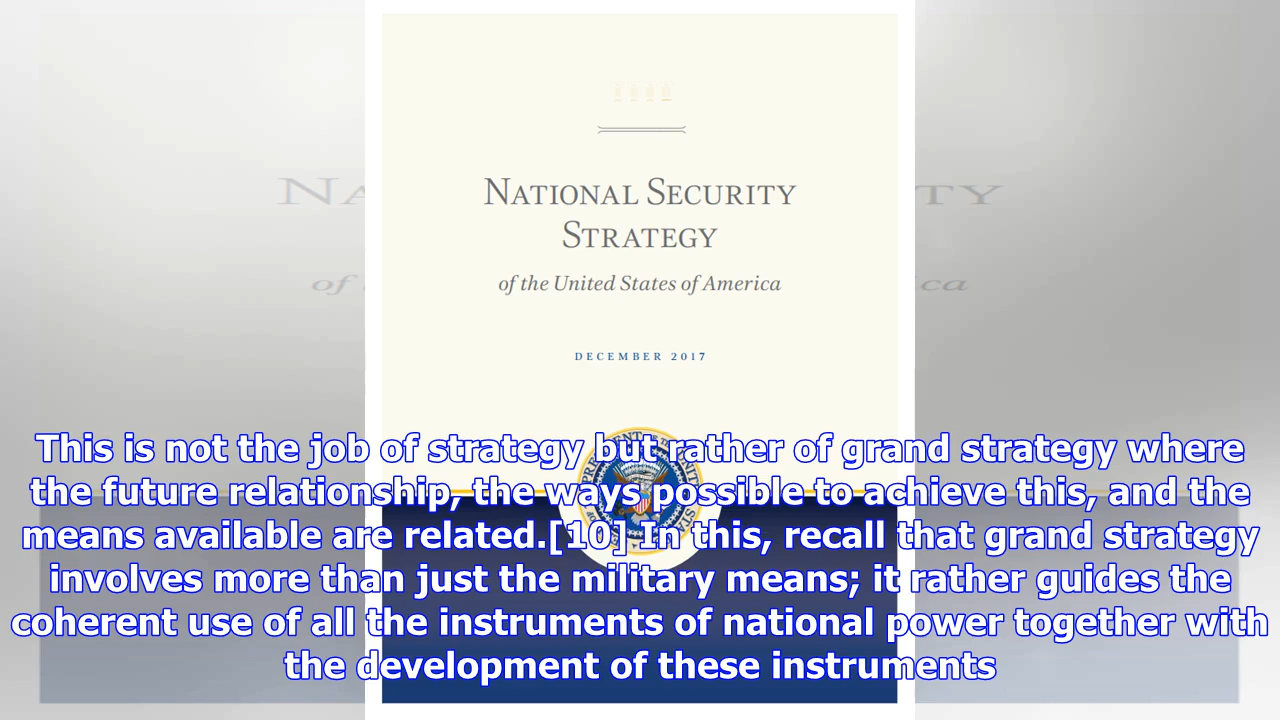 NATIONAL SECURITY
STRATEGY
of the United States of America
DECEMBER 2017
This is not the job of strategy but rather of grand strategy where
the future relationship, the ways possible to achieve this, and the
means available are related.[10] In this, recall that grand strategy
involves more than just the military means; it rather guides the
coherent use of all the instruments of national power together with
the development of these instruments